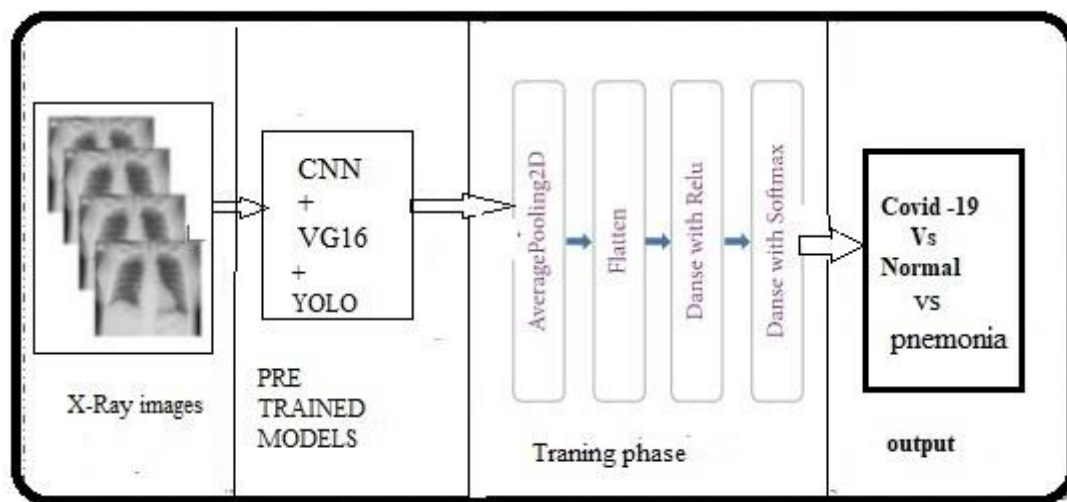 X-Ray images
CNN
+
VG16
+
YOLO
PRE
TRAINED
MODELS
AveragePooling2D
Flatten
Danse with Relu
Danse with Softmax
Traning phase
Covid -19
Vs
Normal
vs
pnemonia
output